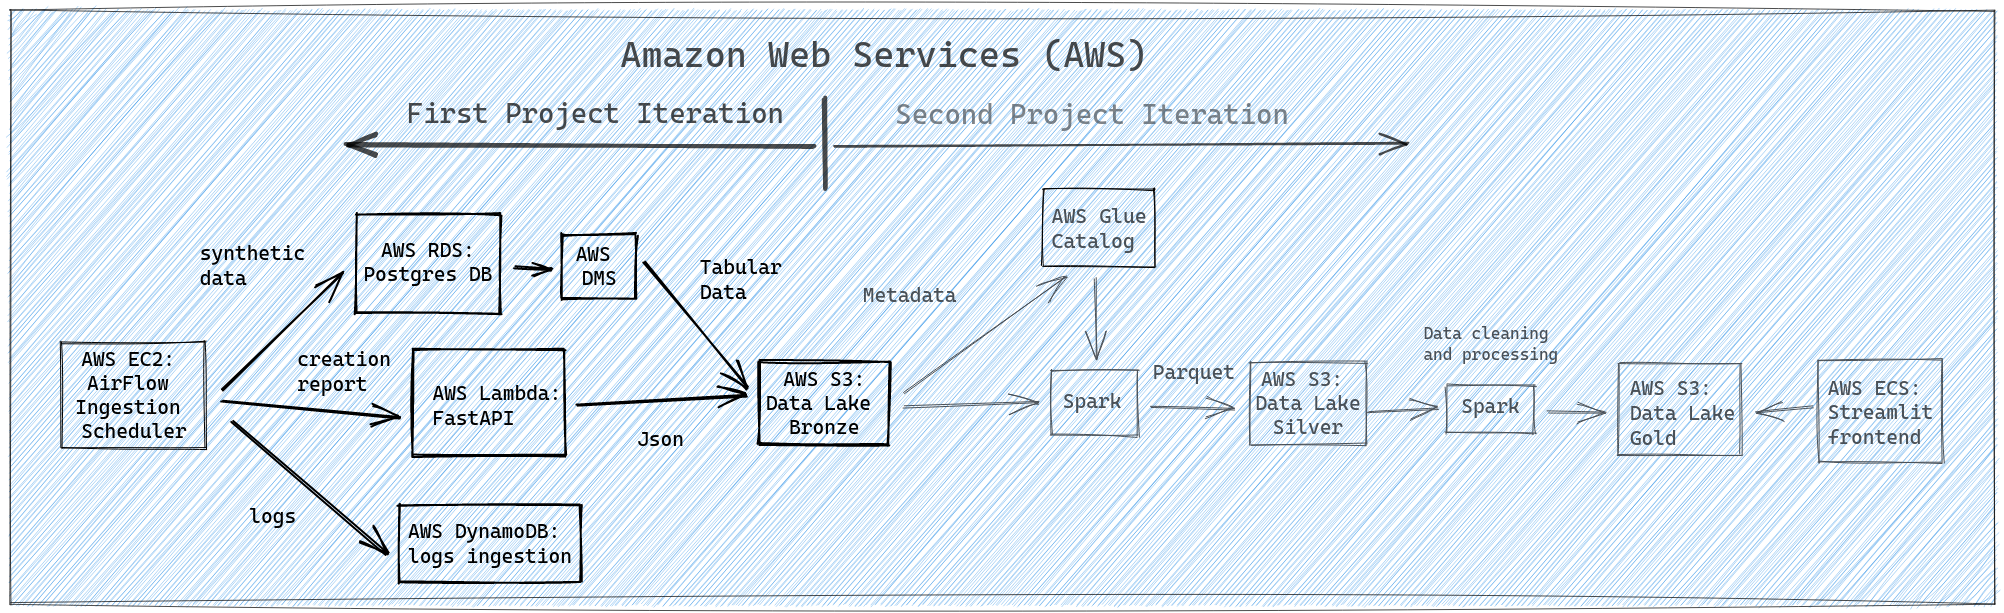 Amazon Web Services (AWS)
First Project Iteration
Second Project Iteration
synthetic
data
AWS RDS:
Postgres DB
AWS
DMS
Tabular
Data
AWS Glue
Catalog
Metadata
AWS EC2:
AirFlow
Ingestion
Scheduler
creation
report
AWS Lambda:
FastAPI
Json
AWS S3:
Data Lake
Bronze
Spark
Parquet
AWS S3:
Data Lake
Silver
Data cleaning
and processing
Spark
AWS S3:
Data Lake
Gold
AWS ECS:
Streamlit
frontend
logs
AWS DynamoDB:
logs ingestion